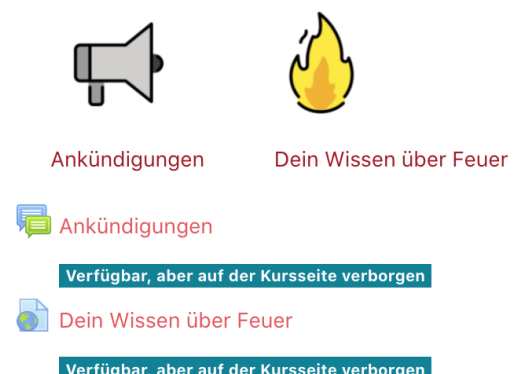 Ankündigungen Dein Wissen über Feuer
Ankündigungen
Verfügbar, aber auf der Kursseite verborgen
Dein Wissen über Feuer
Verfügbar, aber auf der Kursseite verborgen